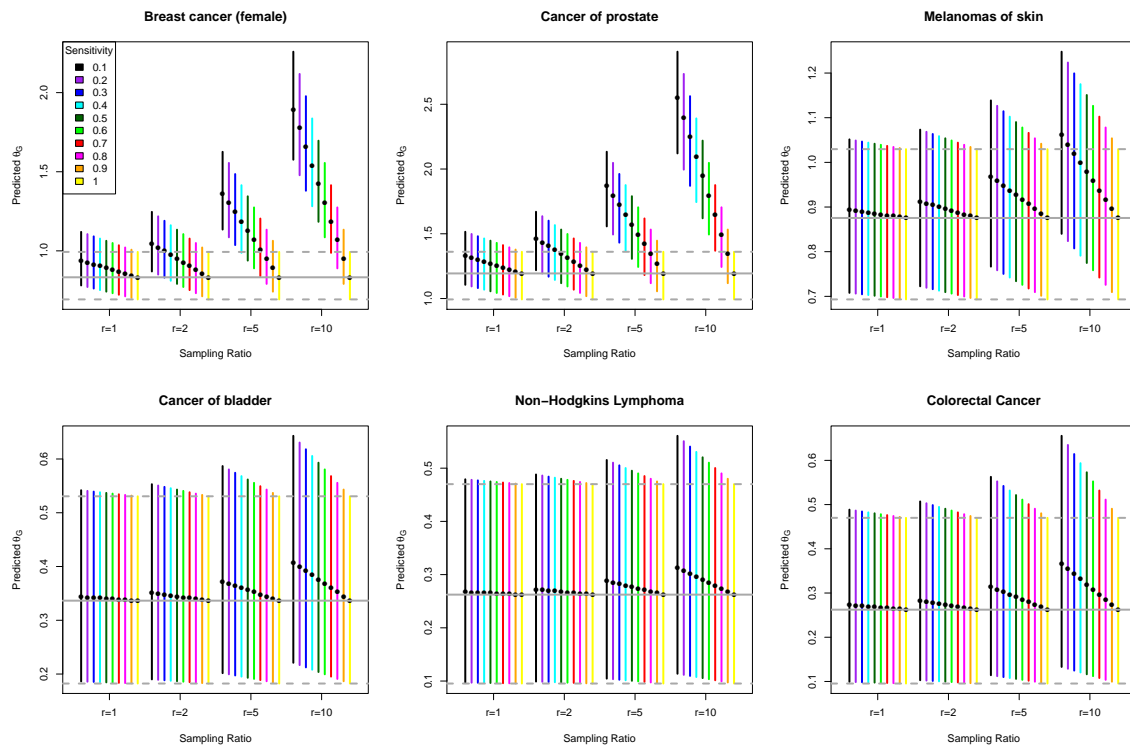 Breast cancer (female)
Predicted θG
2.0
1.5
1.0
Sensitivity
0.1
0.2
0.3
0.4
0.5
0.6
0.7
0.8
0.9
1
r=1 r=2 r=5 r=10
Sampling Ratio
Cancer of prostate
Predicted θG
2.5
2.0
1.5
1.0
r=1 r=2 r=5 r=10
Sampling Ratio
Melanomas of skin
Predicted θG
1.2
1.1
1.0
0.9
0.8
0.7
r=1 r=2 r=5 r=10
Sampling Ratio
Cancer of bladder
Predicted θG
0.6
0.5
0.4
0.3
0.2
r=1 r=2 r=5 r=10
Sampling Ratio
Non−Hodgkins Lymphoma
Predicted θG
0.5
0.4
0.3
0.2
0.1
r=1 r=2 r=5 r=10
Sampling Ratio
Colorectal Cancer
Predicted θG
0.6
0.5
0.4
0.3
0.2
0.1
r=1 r=2 r=5 r=10
Sampling Ratio